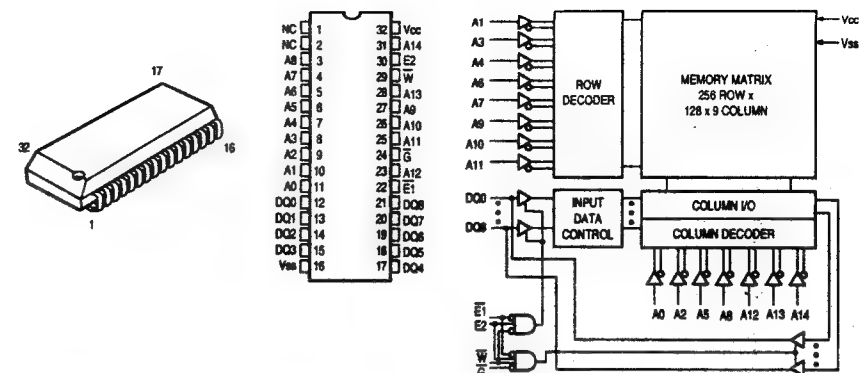 17
32
16
1
NC 1 32 Vcc
NC 2 31 A14
A8 3 30 E2
A7 4 29 W
A6 5 28 A13
A5 6 27 A9
A4 7 26 A10
A3 8 25 A11
A2 9 24 G
A1 10 23 A12
A0 11 22 E1
DQ0 12 21 DQ8
DQ1 13 20 DQ7
DQ2 14 19 DQ6
DQ3 15 18 DQ5
Vss 16 17 DQ4
A1
A3
A4
A6
A7
A9
A10
A11
ROW
DECODER
MEMORY MATRIX
256 ROW x
128 x 9 COLUMN
Vcc
Vss
DQ0
DQ8
INPUT
DATA
CONTROL
COLUMN I/O
COLUMN DECODER
A0 A2 A5 A8 A12 A13 A14
E1
E2
W
G